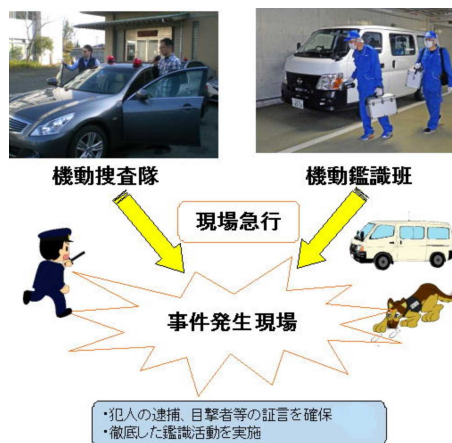 機動捜査隊
機動鑑識班
現場急行
事件発生現場
・犯人の逮捕、目撃者等の証言を確保
・徹底した鑑識活動を実施